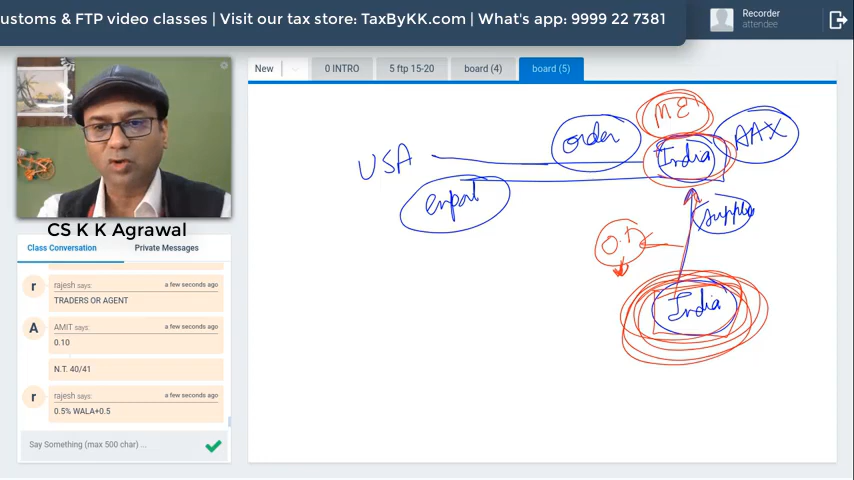 ustoms & FTP video classes | Visit our tax store: TaxByKK.com | What's app: 9999 22 7381
Recorder
attendee
New
0 INTRO
5 ftp 15-20
board (4)
board (5)
CS K K Agrawal
Class Conversation
Private Messages
r
rajesh says:
a few seconds ago
TRADERS OR AGENT
A
AMIT says:
a few seconds ago
0.10
N.T. 40/41
r
rajesh says:
a few seconds ago
0.5% WALA+0.5
Say Something (max 500 char) ...
M.E
order
India
AAX
USA
export
0.1
India